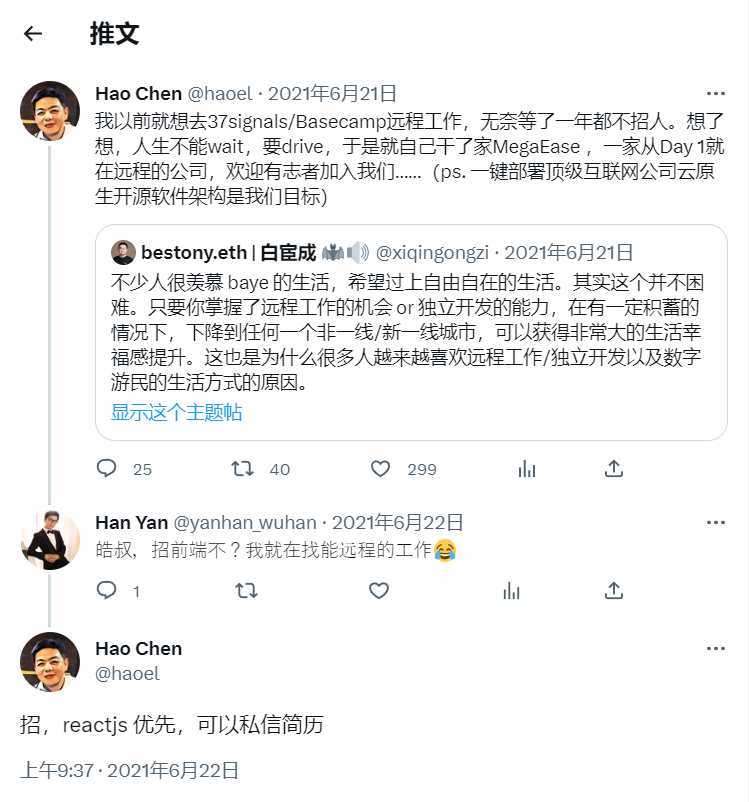 推文
Hao Chen @haoel · 2021年6月21日
我以前就想去37signals/Basecamp远程工作，无奈等了一年都不招人。想了
想，人生不能wait，要drive，于是就自己干了家MegaEase ，一家从Day 1就
在远程的公司，欢迎有志者加入我们......（ps. 一键部署顶级互联网公司云原
生开源软件架构是我们目标）
bestony.eth | 白宦成 🦇🔊 @xiqingongzi · 2021年6月21日
不少人很羡慕 baye 的生活，希望过上自由自在的生活。其实这个并不困
难。只要你掌握了远程工作的机会 or 独立开发的能力，在有一定积蓄的
情况下，下降到任何一个非一线/新一线城市，可以获得非常大的生活幸
福感提升。这也是为什么很多人越来越喜欢远程工作/独立开发以及数字
游民的生活方式的原因。
显示这个主题帖
25 40 299
Han Yan @yanhan_wuhan · 2021年6月22日
皓叔，招前端不？我就在找能远程的工作😂
1
Hao Chen
@haoel
招，reactjs 优先，可以私信简历
上午9:37 · 2021年6月22日